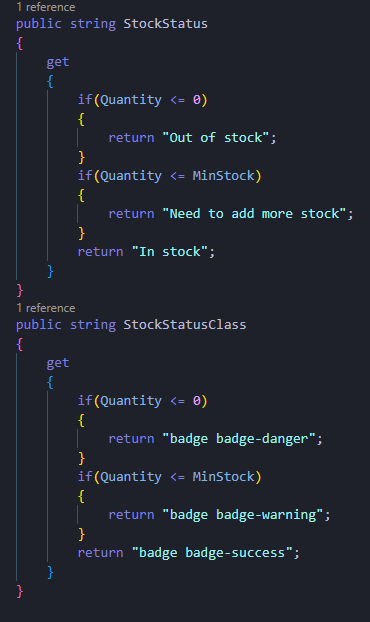 1 reference
public string StockStatus
{
get
{
if(Quantity <= 0)
{
return "Out of stock";
}
if(Quantity <= MinStock)
{
return "Need to add more stock";
}
return "In stock";
}
}
1 reference
public string StockStatusClass
{
get
{
if(Quantity <= 0)
{
return "badge badge-danger";
}
if(Quantity <= MinStock)
{
return "badge badge-warning";
}
return "badge badge-success";
}
}